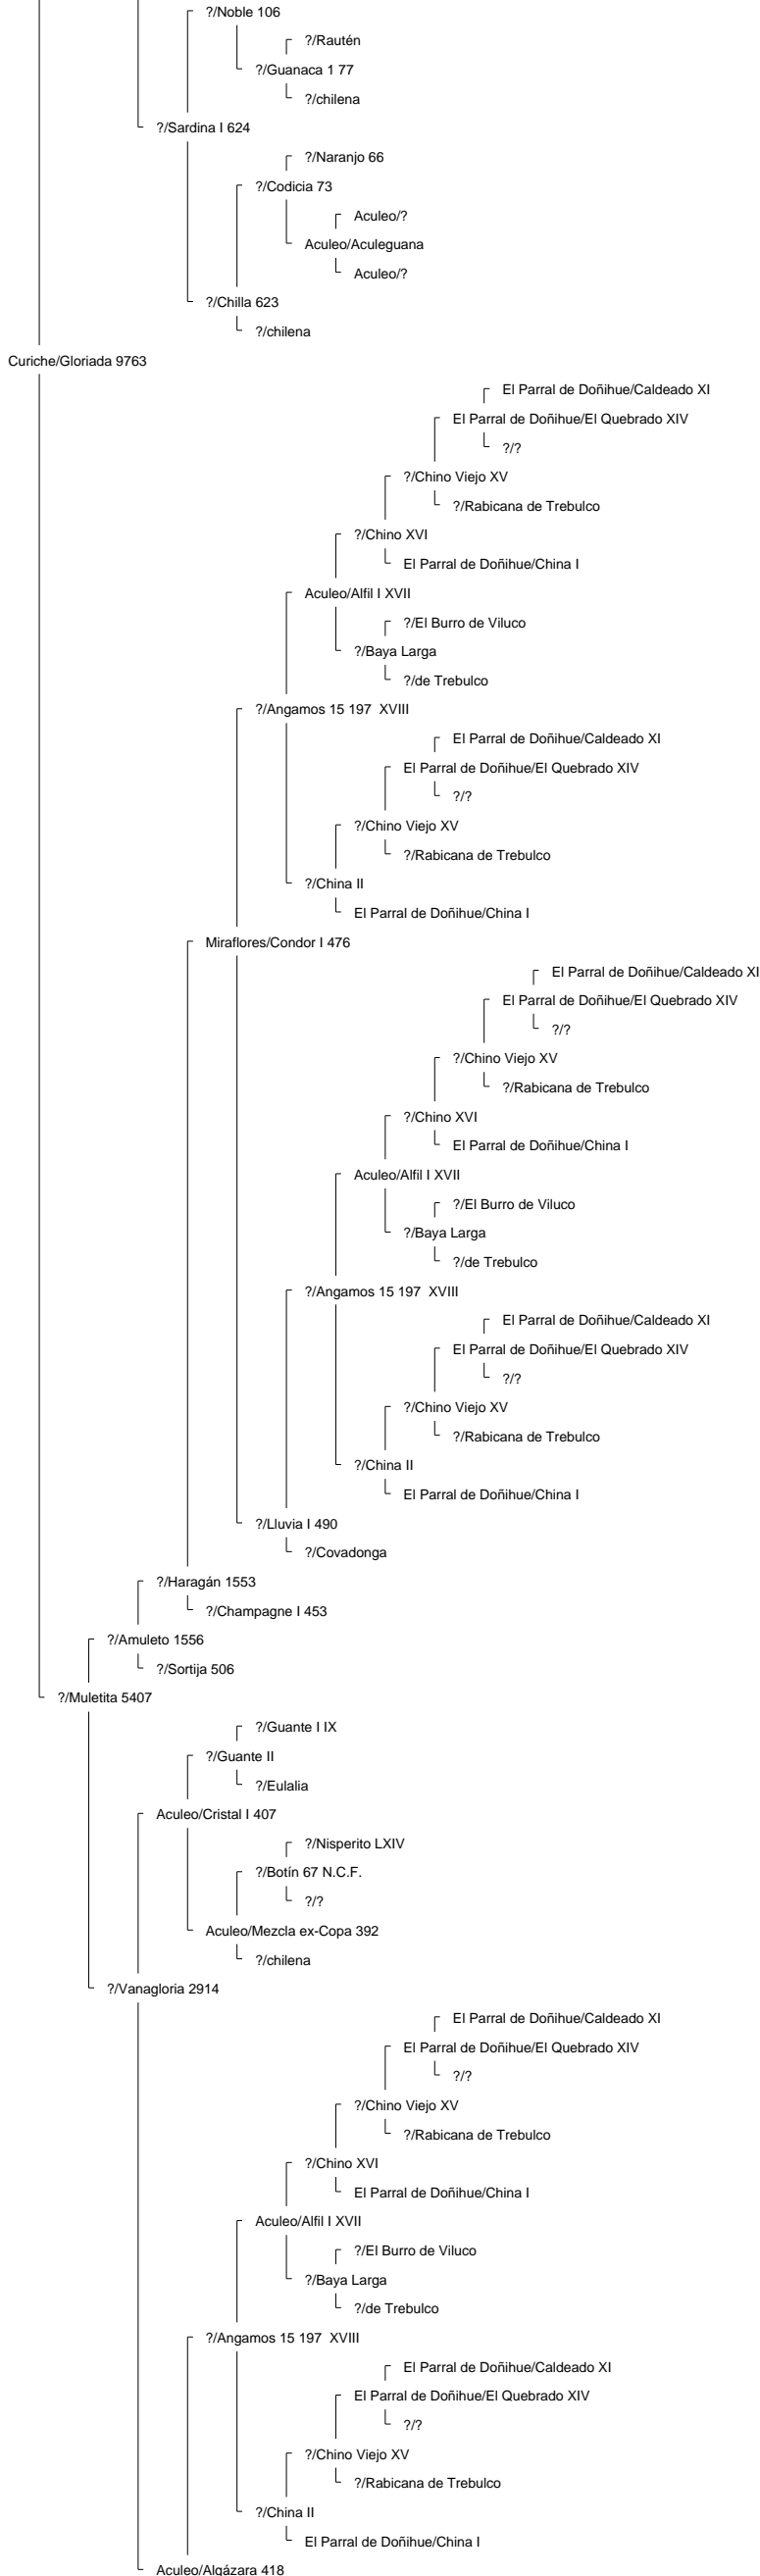 ?/Noble 106
?/Rautén
?/Guanaca 1 77
?/chilena
?/Sardina I 624
?/Naranjo 66
?/Codicia 73
Aculeo/?
Aculeo/Aculeguana
Aculeo/?
?/Chilla 623
?/chilena
Curiche/Gloriada 9763
El Parral de Doñihue/Caldeado XI
El Parral de Doñihue/El Quebrado XIV
?/?
?/Chino Viejo XV
?/Rabicana de Trebulco
?/Chino XVI
El Parral de Doñihue/China I
Aculeo/Alfil I XVII
?/El Burro de Viluco
?/Baya Larga
?/de Trebulco
?/Angamos 15 197 XVIII
El Parral de Doñihue/Caldeado XI
El Parral de Doñihue/El Quebrado XIV
?/?
?/Chino Viejo XV
?/Rabicana de Trebulco
?/China II
El Parral de Doñihue/China I
Miraflores/Condor I 476
El Parral de Doñihue/Caldeado XI
El Parral de Doñihue/El Quebrado XIV
?/?
?/Chino Viejo XV
?/Rabicana de Trebulco
?/Chino XVI
El Parral de Doñihue/China I
Aculeo/Alfil I XVII
?/El Burro de Viluco
?/Baya Larga
?/de Trebulco
?/Angamos 15 197 XVIII
El Parral de Doñihue/Caldeado XI
El Parral de Doñihue/El Quebrado XIV
?/?
?/Chino Viejo XV
?/Rabicana de Trebulco
?/China II
El Parral de Doñihue/China I
?/Lluvia I 490
?/Covadonga
?/Haragán 1553
?/Champagne I 453
?/Amuleto 1556
?/Sortija 506
?/Muletita 5407
?/Guante I IX
?/Guante II
?/Eulalia
Aculeo/Cristal I 407
?/Nisperito LXIV
?/Botín 67 N.C.F.
?/?
Aculeo/Mezcla ex-Copa 392
?/chilena
?/Vanagloria 2914
El Parral de Doñihue/Caldeado XI
El Parral de Doñihue/El Quebrado XIV
?/?
?/Chino Viejo XV
?/Rabicana de Trebulco
?/Chino XVI
El Parral de Doñihue/China I
Aculeo/Alfil I XVII
?/El Burro de Viluco
?/Baya Larga
?/de Trebulco
?/Angamos 15 197 XVIII
El Parral de Doñihue/Caldeado XI
El Parral de Doñihue/El Quebrado XIV
?/?
?/Chino Viejo XV
?/Rabicana de Trebulco
?/China II
El Parral de Doñihue/China I
Aculeo/Algázara 418